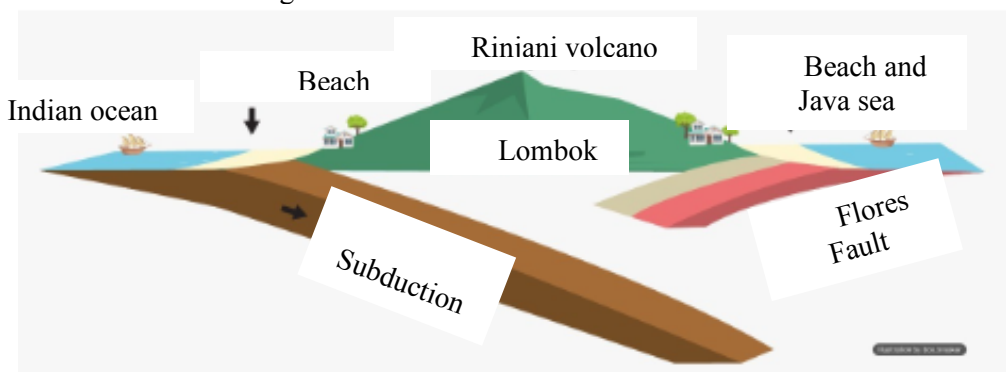 Riniani volcano
Beach
Beach and
Java sea
Indian ocean
Lombok
Flores
Fault
Subduction